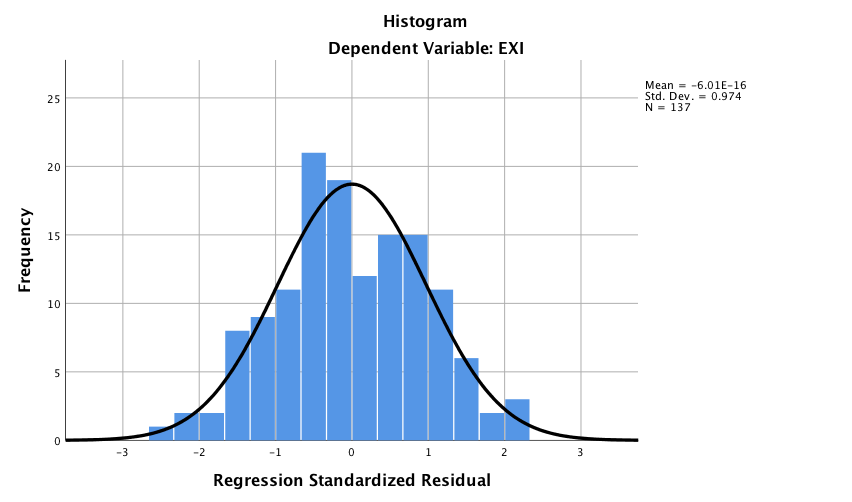 Histogram
Dependent Variable: EXI
Mean = -6.01E-16
Std. Dev. = 0.974
N = 137
25
20
15
10
5
0
Frequency
-3 -2 -1 0 1 2 3
Regression Standardized Residual